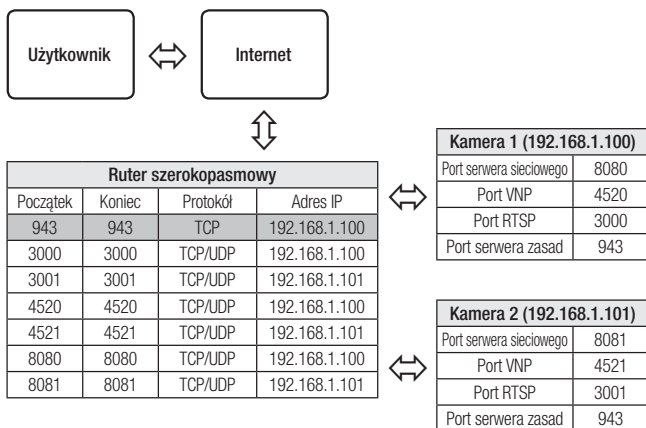 Użytkownik
Internet
Ruter szerokopasmowy
Początek Koniec Protokół Adres IP
943 943 TCP 192.168.1.100
3000 3000 TCP/UDP 192.168.1.100
3001 3001 TCP/UDP 192.168.1.101
4520 4520 TCP/UDP 192.168.1.100
4521 4521 TCP/UDP 192.168.1.101
8080 8080 TCP/UDP 192.168.1.100
8081 8081 TCP/UDP 192.168.1.101
Kamera 1 (192.168.1.100)
Port serwera sieciowego 8080
Port VNP 4520
Port RTSP 3000
Port serwera zasad 943
Kamera 2 (192.168.1.101)
Port serwera sieciowego 8081
Port VNP 4521
Port RTSP 3001
Port serwera zasad 943